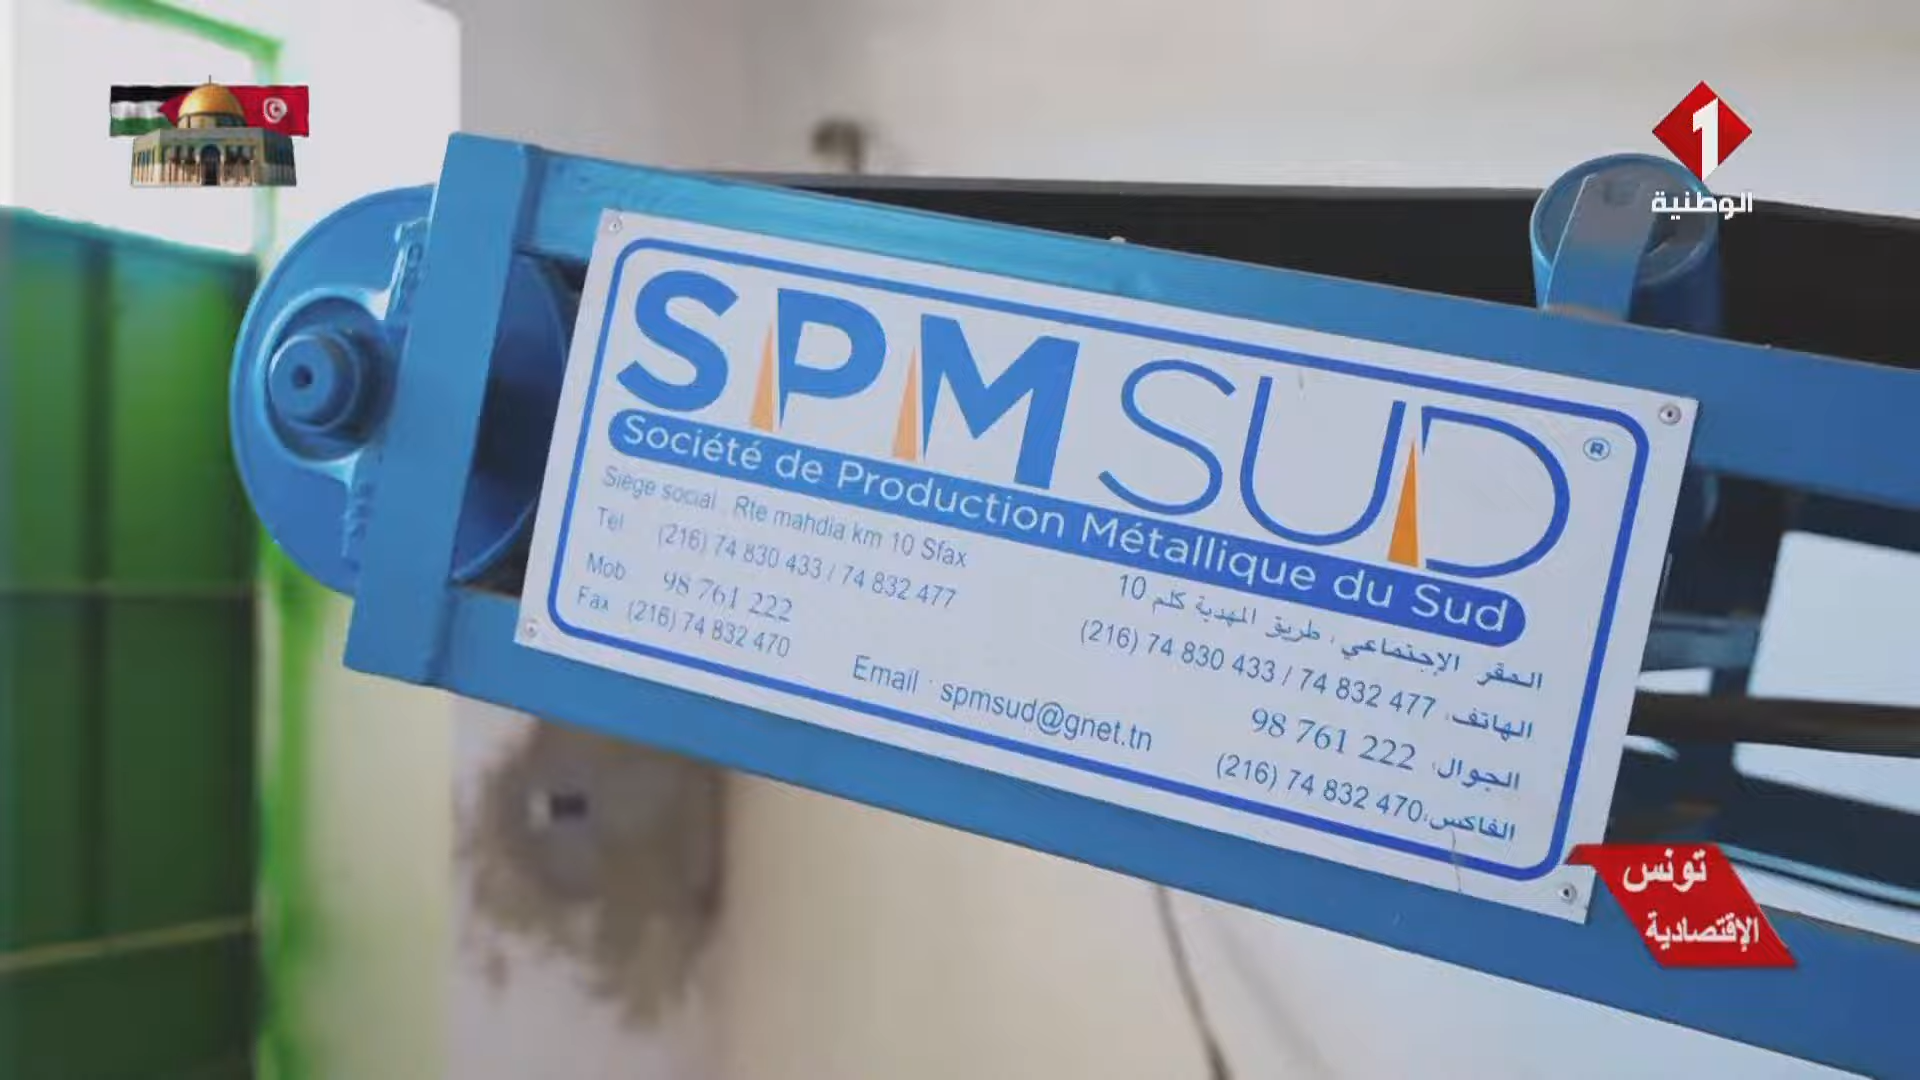 1
الوطنية
SPM SUD ®
Société de Production Métallique du Sud
Siège social : Rte mahdia km 10 Sfax
Tél (216) 74 830 433 / 74 832 477
Mob 98 761 222
Fax (216) 74 832 470
المقر الإجتماعي : طريق المهدية كلم 10
الهاتف: 477 832 74 / 433 830 74 (216)
الجوال: 222 761 98
الفاكس: 470 832 74 (216)
Email : spmsud@gnet.tn
تونس
الإقتصادية